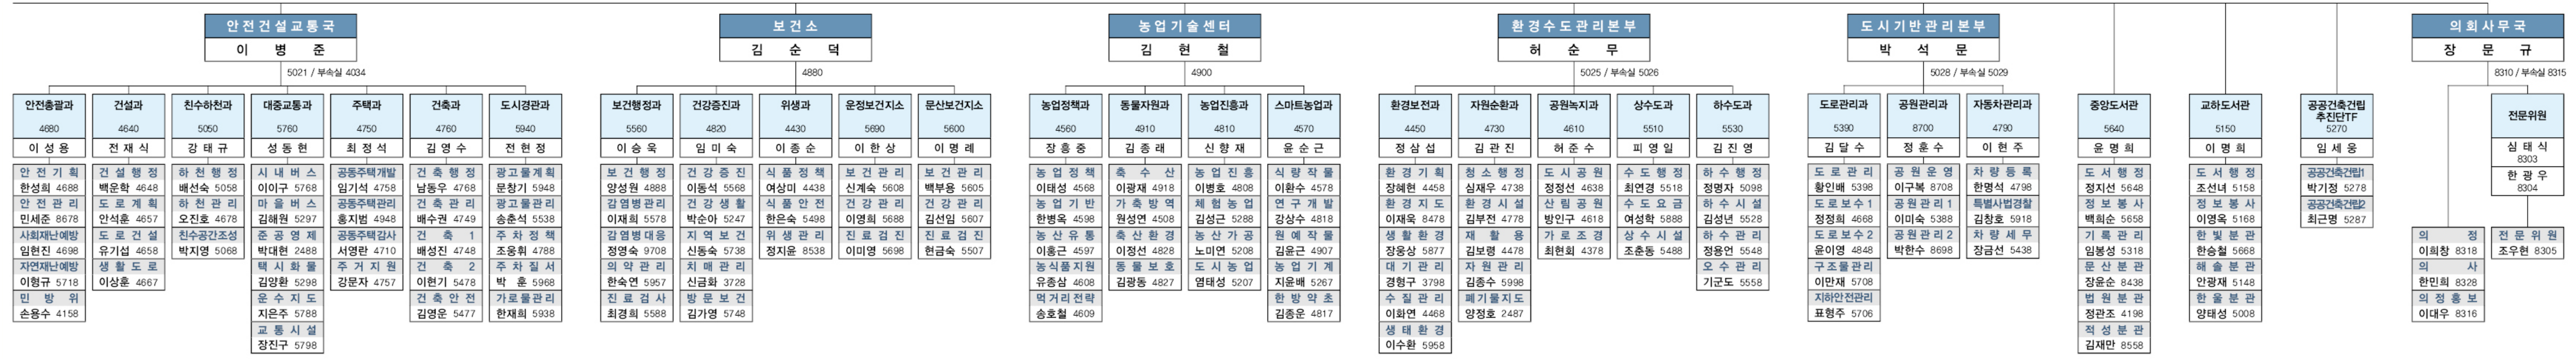 안전건설교통국
이 병 준
5021 / 부속실 4034
안전총괄과
4680
이 성 용
안 전 기 획
한성희 4688
안 전 관 리
민세준 8678
사회재난예방
임현진 4698
자연재난예방
이형규 5718
민 방 위
손용수 4158
건설과
4640
전 재 식
건 설 행 정
백운학 4648
도 로 계 획
안석훈 4657
도 로 건 설
유기섭 4658
생 활 도 로
이상훈 4667
친수하천과
5050
강 태 규
하 천 행 정
배선숙 5058
하 천 관 리
오진호 4678
친수공간조성
박지영 5068
대중교통과
5760
성 동 현
시 내 버 스
이이구 5768
마 을 버 스
김해원 5297
준 공 영 제
박대현 2488
택 시 화 물
김양환 5298
운 수 지 도
지은주 5788
교 통 시 설
장진구 5798
주택과
4750
최 정 석
공동주택개발
임기석 4758
공동주택관리
홍지범 4948
공동주택감사
서영란 4710
주 거 지 원
강문자 4757
건축과
4760
김 영 수
건 축 행 정
남동우 4768
건 축 관 리
배수권 4749
건 축 1
배성진 4748
건 축 2
이현기 5478
건 축 안 전
김영운 5477
도시경관과
5940
전 현 정
광고물계획
문창기 5948
광고물관리
송춘석 5538
주 차 정 책
조웅휘 4788
주 차 질 서
박 훈 5968
가로물관리
한재희 5938
보 건 소
김 순 덕
4880
보건행정과
5560
이 승 욱
보 건 행 정
양성원 4888
감염병관리
이재희 5578
감염병대응
정영숙 9708
의 약 관 리
한숙연 5957
진 료 검 사
최경희 5588
건강증진과
4820
임 미 숙
건 강 증 진
이동석 5568
건 강 생 활
박순아 5247
지 역 보 건
신동숙 5738
치 매 관 리
신금화 3728
방 문 보 건
김가영 5748
위생과
4430
이 종 순
식 품 정 책
여상미 4438
식 품 안 전
한은숙 5498
위 생 관 리
정지윤 8538
운정보건지소
5690
이 한 상
보 건 관 리
신계숙 5608
건 강 관 리
이영희 5688
진 료 검 진
이미영 5698
문산보건지소
5600
이 명 례
보 건 관 리
백부용 5605
건 강 관 리
김선임 5607
진 료 검 진
현금숙 5507
농업기술센터
김 현 철
4900
농업정책과
4560
장 흥 중
농 업 정 책
이태성 4568
농 업 기 반
한병옥 4598
농 산 유 통
이홍근 4597
농식품지원
유종삼 4608
먹거리전략
송호철 4609
동물자원과
4910
김 종 래
축 수 산
이광재 4918
가 축 방 역
원성연 4508
축 산 환 경
이정선 4828
동 물 보 호
김광동 4827
농업진흥과
4810
신 향 재
농 업 진 흥
이병호 4808
체 험 농 업
김성근 5288
농 산 가 공
노미연 5208
도 시 농 업
염태성 5207
스마트농업과
4570
윤 순 근
식 량 작 물
이환수 4578
연 구 개 발
강상수 4818
원 예 작 물
김윤근 4907
농 업 기 계
지윤배 5267
한 방 약 초
김종운 4817
환경수도관리본부
허 순 무
5025 / 부속실 5026
환경보전과
4450
정 삼 섭
환 경 기 획
장혜현 4458
환 경 지 도
이재욱 8478
생 활 환 경
장웅상 5877
대 기 관 리
경형구 3798
수 질 관 리
이화연 4468
생 태 환 경
이수환 5958
자원순환과
4730
김 관 진
청 소 행 정
심재우 4738
환 경 시 설
김부전 4778
재 활 용
김보령 4478
자 원 관 리
김종수 5998
폐기물지도
양정호 2487
공원녹지과
4610
허 준 수
도 시 공 원
정정선 4638
산 림 공 원
방인구 4618
가 로 조 경
최현희 4378
상수도과
5510
피 영 일
수 도 행 정
최연경 5518
수 도 요 금
여성학 5888
상 수 시 설
조춘동 5488
하수도과
5530
김 진 영
하 수 행 정
정명자 5098
하 수 시 설
김성년 5528
하 수 관 리
정용언 5548
오 수 관 리
기군도 5558
도시기반관리본부
박 석 문
5028 / 부속실 5029
도로관리과
5390
김 달 수
도 로 관 리
황인배 5398
도 로 보 수 1
정정희 4668
도 로 보 수 2
윤이영 4848
구조물관리
이만재 5708
지하안전관리
표형주 5706
공원관리과
8700
정 훈 수
공 원 운 영
이구복 8708
공 원 관 리 1
이미숙 5388
공 원 관 리 2
박한수 8698
자동차관리과
4790
이 현 주
차 량 등 록
한명석 4798
특별사법경찰
김창호 5918
차 량 세 무
장금선 5438
중앙도서관
5640
윤 명 희
도 서 행 정
정지선 5648
정 보 봉 사
백희순 5658
기 록 관 리
임봉성 5318
문 산 분 관
장윤순 8438
법 원 분 관
정관조 4198
적 성 분 관
김재만 8558
교하도서관
5150
이 명 희
도 서 행 정
조선녀 5158
정 보 봉 사
이영옥 5168
한 빛 분 관
한승철 5668
해 솔 분 관
안광재 5148
한 울 분 관
양태성 5008
공공건축건립
추진단TF
5270
임 세 웅
공공건축건립1
박기정 5278
공공건축건립2
최근명 5287
의회사무국
장 문 규
8310 / 부속실 8315
의 정
이희창 8318
의 사
한민희 8328
의 정 홍 보
이대우 8316
전문위원
심 태 식
8303
한 광 우
8304
전 문 위 원
조우현 8305